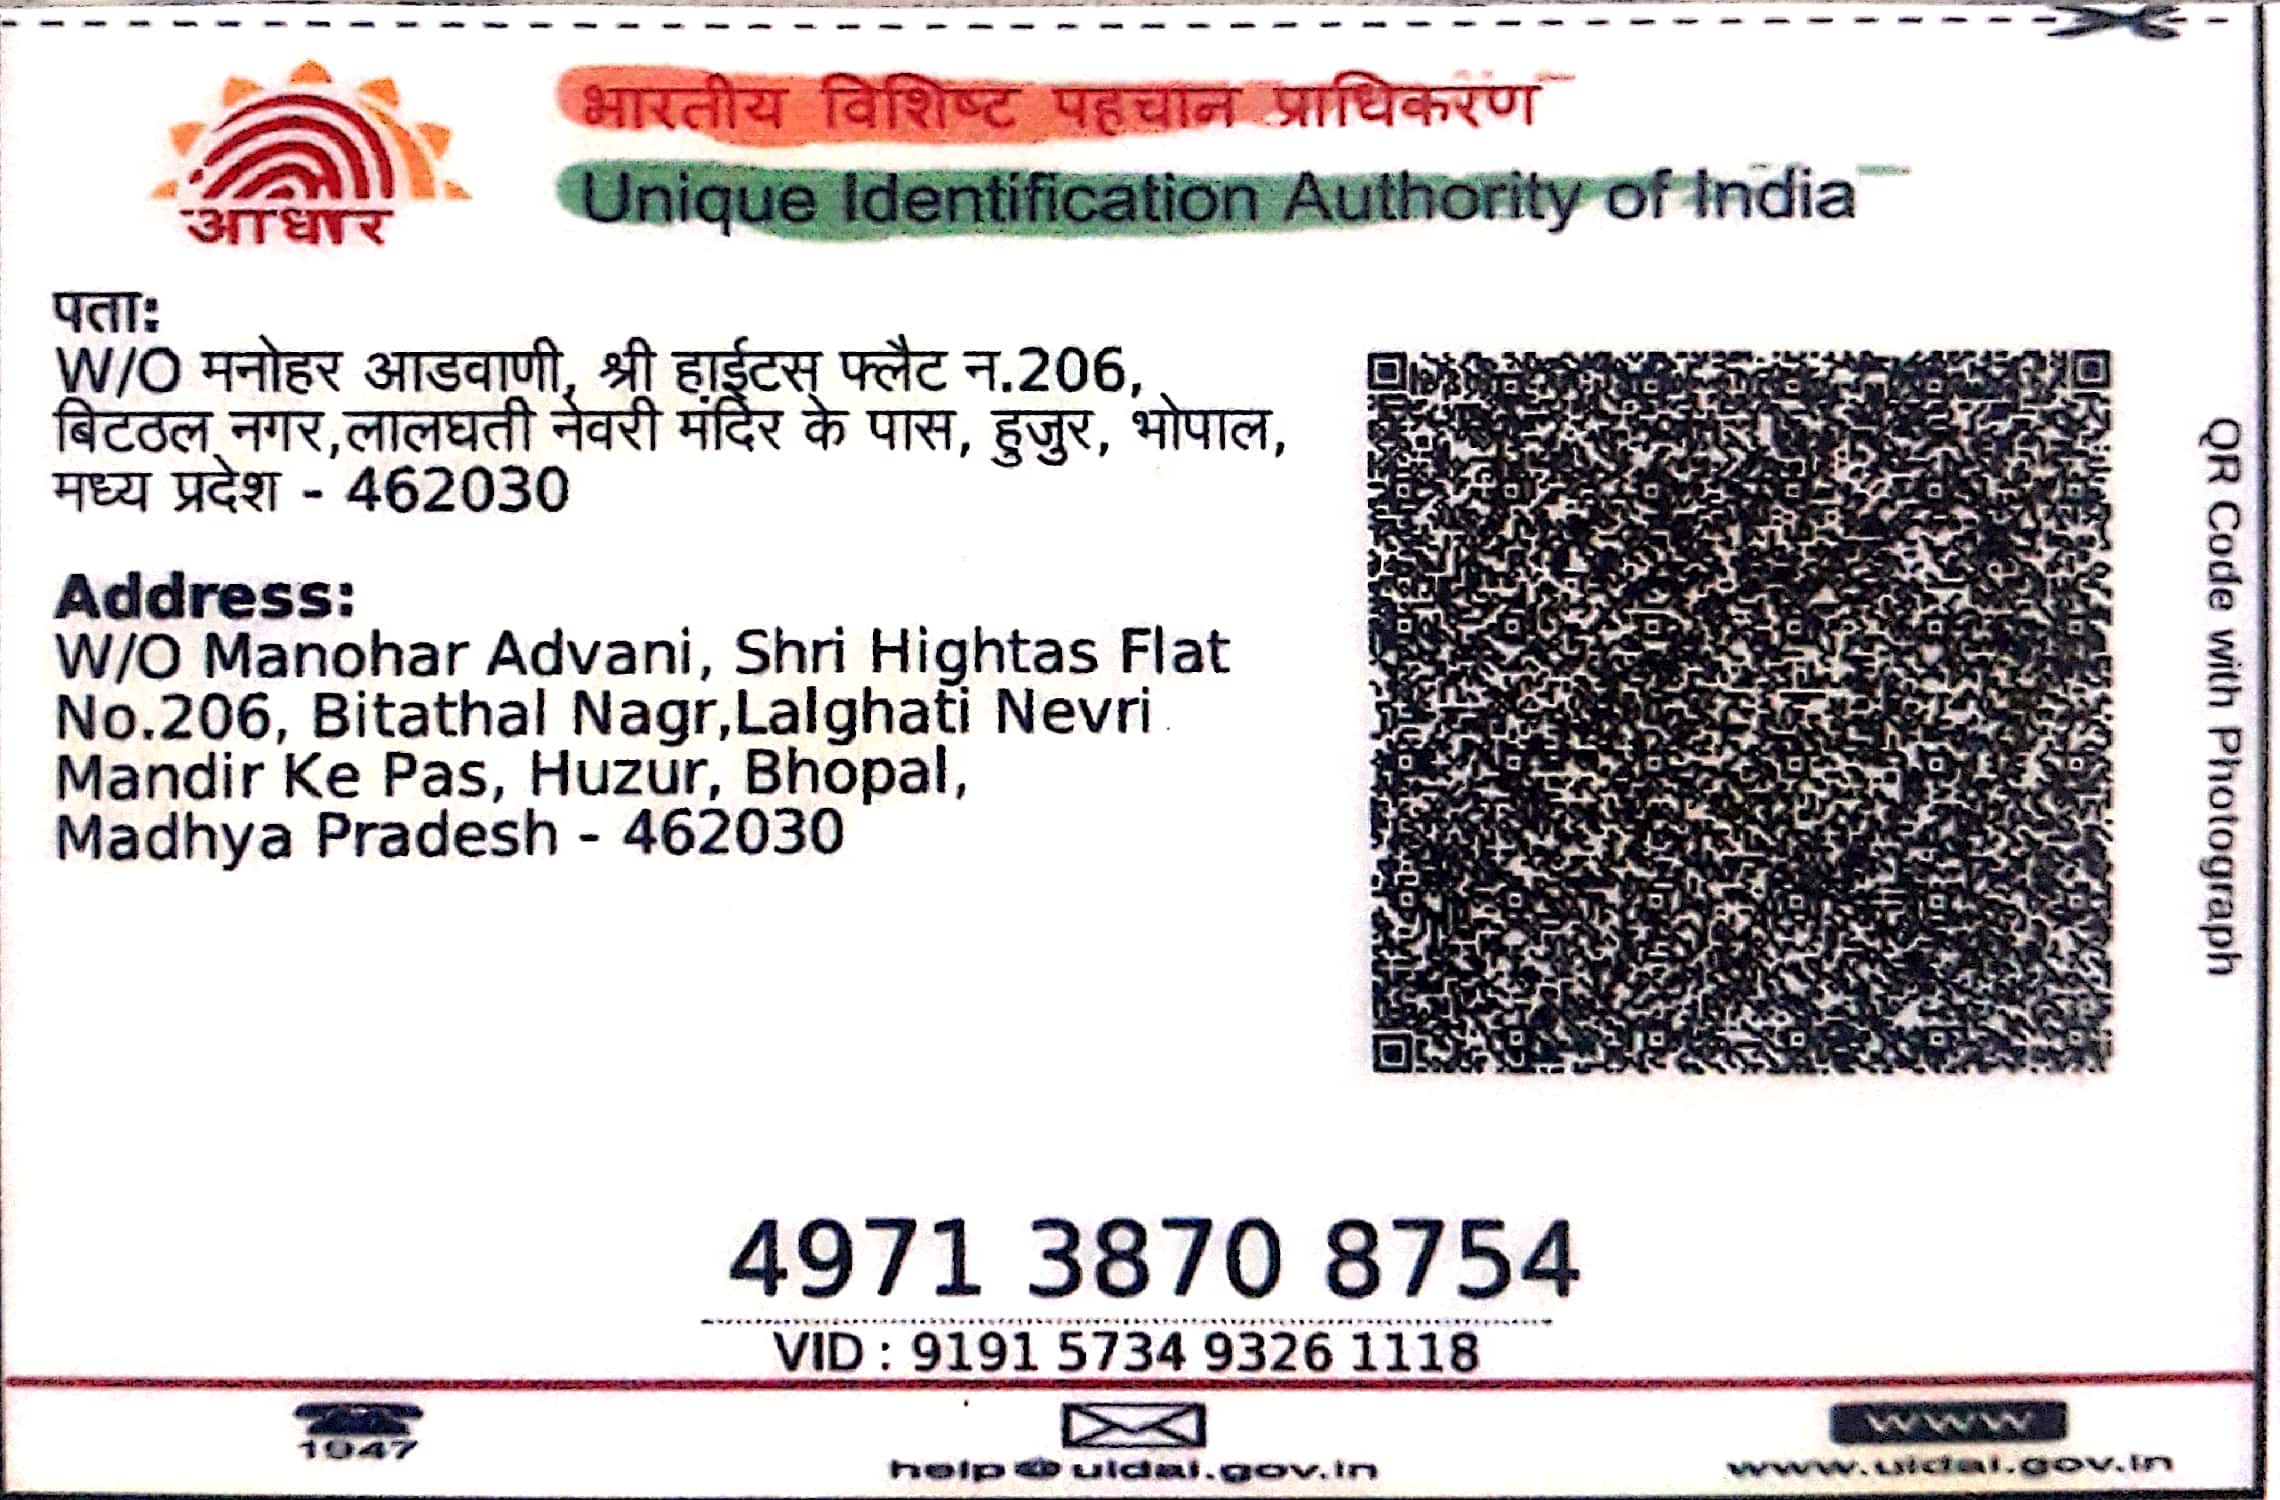 भारतीय विशिष्ट पहचान प्राधिकरण
Unique Identification Authority of India
आधार
पता:
W/O मनोहर आडवाणी, श्री हाईटस् फ्लैट न.206,
बिटठल् नगर,लालघती नेवरी मंदिर के पास, हुजुर, भोपाल,
मध्य प्रदेश - 462030
Address:
W/O Manohar Advani, Shri Hightas Flat
No.206, Bitathal Nagr,Lalghati Nevri
Mandir Ke Pas, Huzur, Bhopal,
Madhya Pradesh - 462030
QR Code with Photograph
4971 3870 8754
VID : 9191 5734 9326 1118
1947
help@uidai.gov.in
www
www.uidai.gov.in